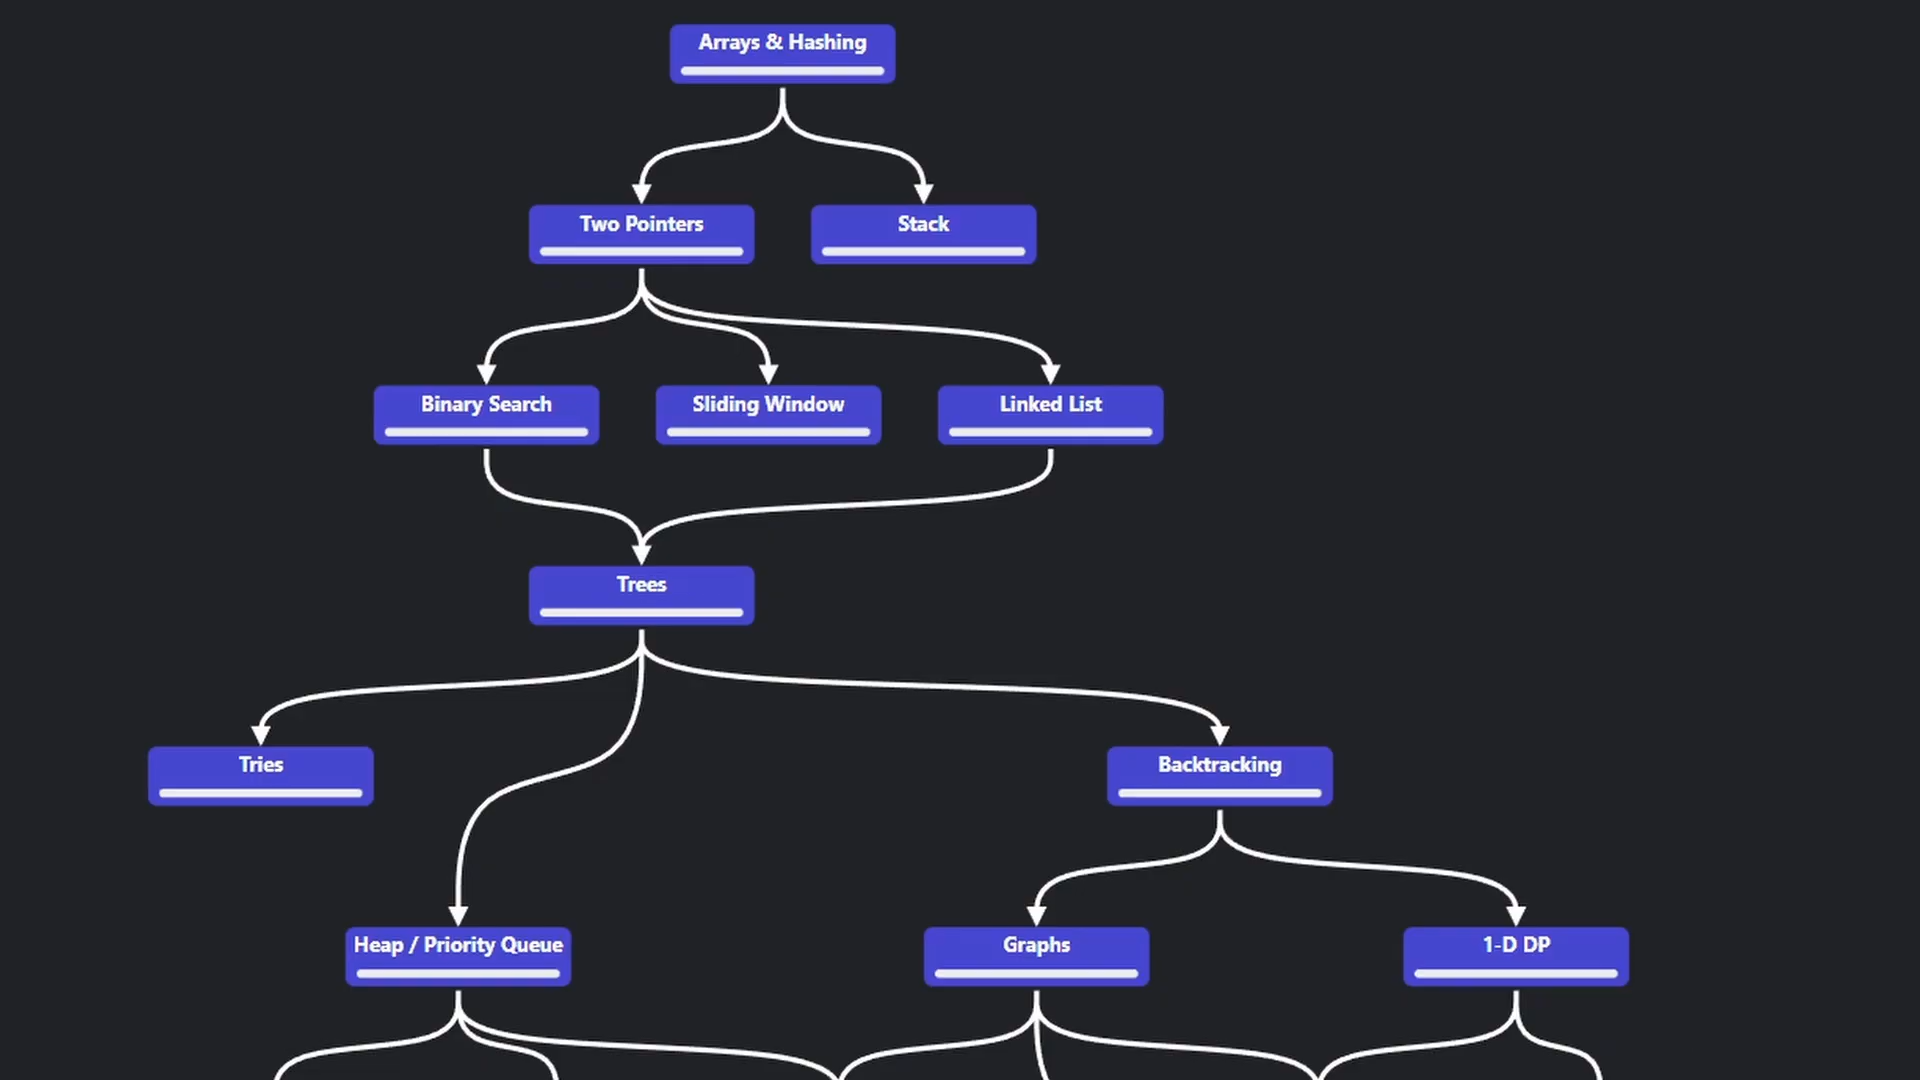 Arrays & Hashing
Two Pointers
Stack
Binary Search
Sliding Window
Linked List
Trees
Tries
Backtracking
Heap / Priority Queue
Graphs
1-D DP